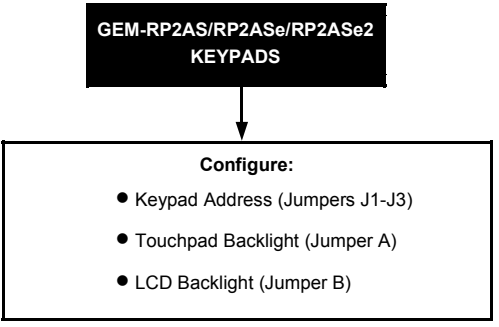 GEM-RP2AS/RP2ASe/RP2ASe2
KEYPADS
Configure:
● Keypad Address (Jumpers J1-J3)
● Touchpad Backlight (Jumper A)
● LCD Backlight (Jumper B)